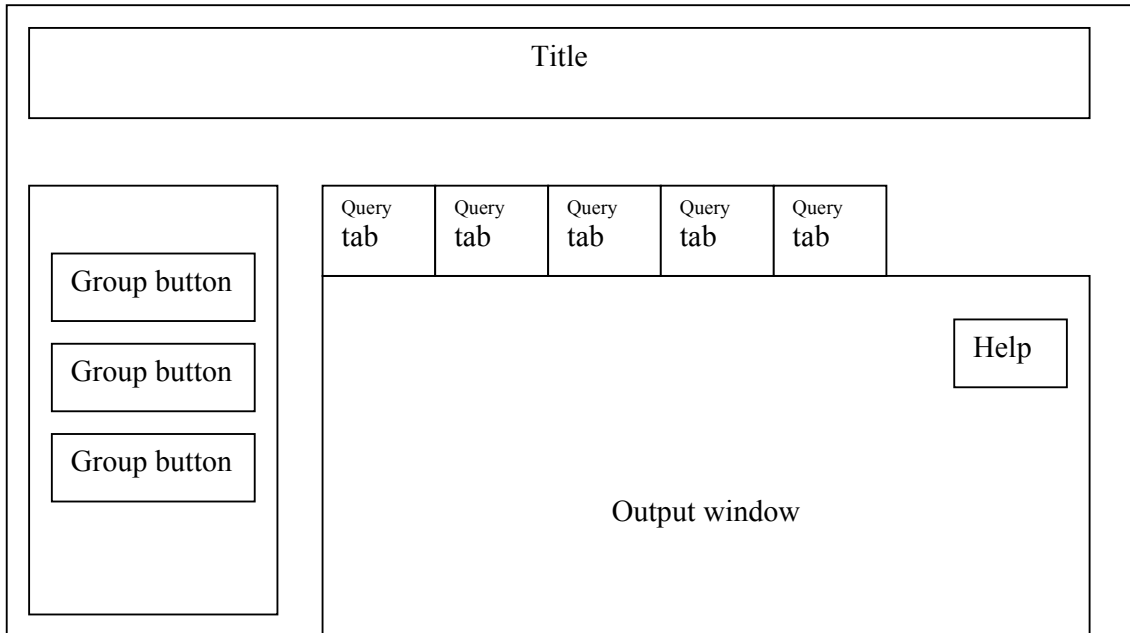 Title
Query
tab
Query
tab
Query
tab
Query
tab
Query
tab
Group button
Group button
Group button
Help
Output window